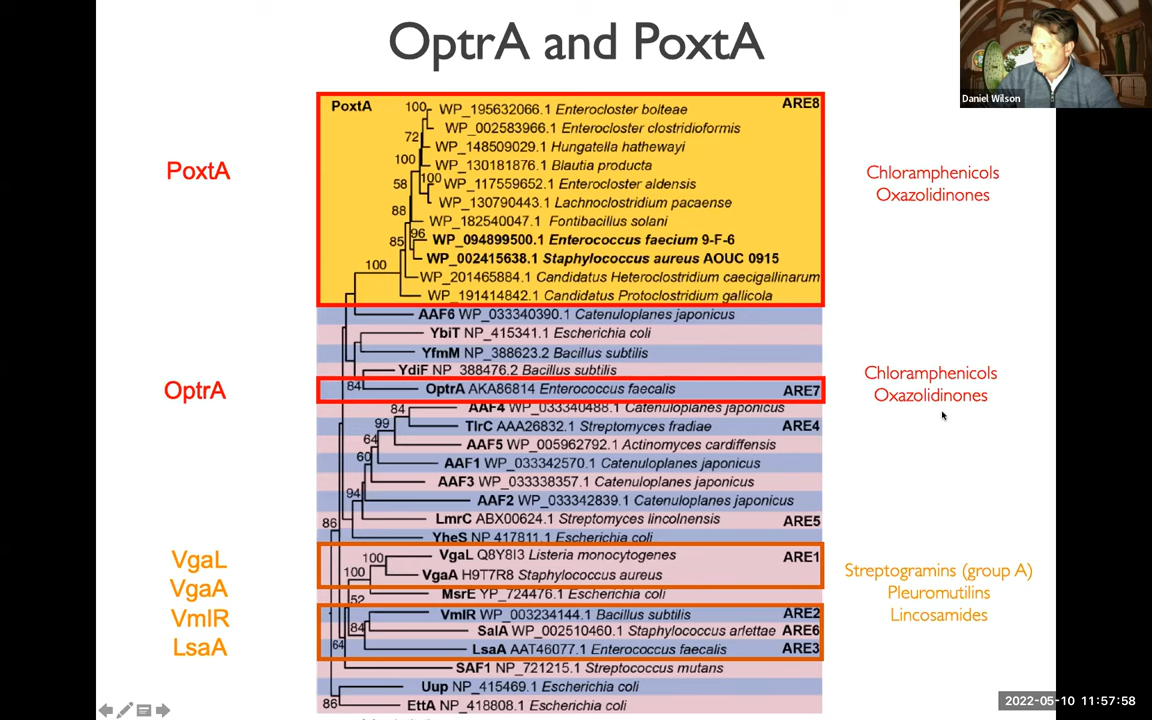 OptrA and PoxtA
Daniel Wilson
PoxtA
ARE8
100 WP_195632066.1 Enterocloster bolteae
WP_002583966.1 Enterocloster clostridioformis
72
WP_148509029.1 Hungatella hathewayi
100 WP_130181876.1 Blautia producta
100 WP_117559652.1 Enterocloster aldensis
58
WP_130790443.1 Lachnoclostridium pacaense
88
WP_182540047.1 Fontibacillus solani
96
85 WP_094899500.1 Enterococcus faecium 9-F-6
WP_002415638.1 Staphylococcus aureus AOUC 0915
100
WP_201465884.1 Candidatus Heteroclostridium caecigallinarum
WP_191414842.1 Candidatus Protoclostridium gallicola
AAF6 WP_033340390.1 Catenuloplanes japonicus
YbiT NP_415341.1 Escherichia coli
YfmM NP_388623.2 Bacillus subtilis
YdiF NP_388476.2 Bacillus subtilis
84 OptrA AKA86814 Enterococcus faecalis ARE7
84 AAF4 WP_033340488.1 Catenuloplanes japonicus
99 TlrC AAA26832.1 Streptomyces fradiae ARE4
64 AAF5 WP_005962792.1 Actinomyces cardiffensis
60 AAF1 WP_033342570.1 Catenuloplanes japonicus
AAF3 WP_033338357.1 Catenuloplanes japonicus
94 AAF2 WP_033342839.1 Catenuloplanes japonicus
86 LmrC ABX00624.1 Streptomyces lincolnensis ARE5
YheS NP_417811.1 Escherichia coli
100 VgaL Q8Y8I3 Listeria monocytogenes ARE1
100 VgaA H9T7R8 Staphylococcus aureus
52 MsrE YP_724476.1 Escherichia coli
VmlR WP_003234144.1 Bacillus subtilis ARE2
84 SalA WP_002510460.1 Staphylococcus arlettae ARE6
64 LsaA AAT46077.1 Enterococcus faecalis ARE3
SAF1 NP_721215.1 Streptococcus mutans
Uup NP_415469.1 Escherichia coli
86 EttA NP_418808.1 Escherichia coli
PoxtA
OptrA
VgaL
VgaA
VmlR
LsaA
Chloramphenicols
Oxazolidinones
Chloramphenicols
Oxazolidinones
Streptogramins (group A)
Pleuromutilins
Lincosamides
2022-05-10 11:57:58